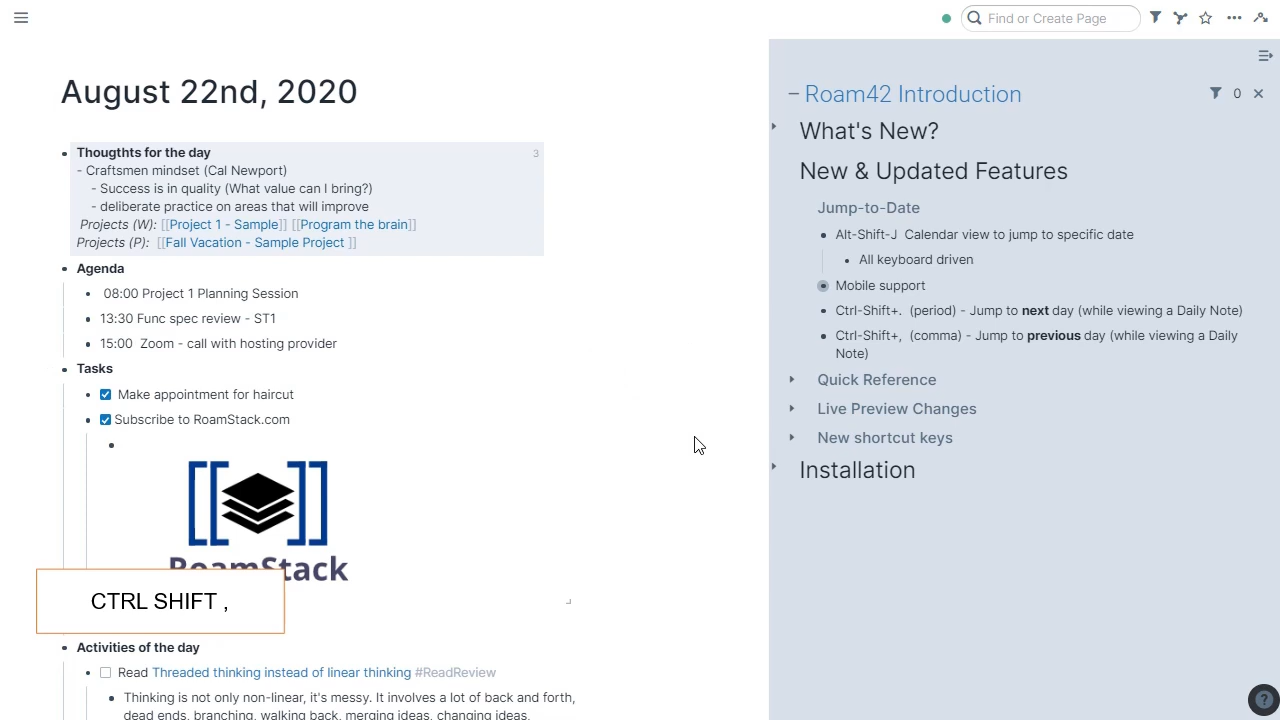 Find or Create Page
August 22nd, 2020
Thougthts for the day
3
- Craftsmen mindset (Cal Newport)
- Success is in quality (What value can I bring?)
- deliberate practice on areas that will improve
Projects (W): [[Project 1 - Sample]] [[Program the brain]]
Projects (P): [[Fall Vacation - Sample Project ]]
Agenda
08:00 Project 1 Planning Session
13:30 Func spec review - ST1
15:00 Zoom - call with hosting provider
Tasks
Make appointment for haircut
Subscribe to RoamStack.com
RoamStack
CTRL SHIFT ,
Activities of the day
Read Threaded thinking instead of linear thinking #ReadReview
Thinking is not only non-linear, it's messy. It involves a lot of back and forth,
dead ends, branching, walking back, merging ideas, changing ideas.
Roam42 Introduction
0
What's New?
New & Updated Features
Jump-to-Date
Alt-Shift-J Calendar view to jump to specific date
All keyboard driven
Mobile support
Ctrl-Shift+. (period) - Jump to next day (while viewing a Daily Note)
Ctrl-Shift+, (comma) - Jump to previous day (while viewing a Daily
Note)
Quick Reference
Live Preview Changes
New shortcut keys
Installation